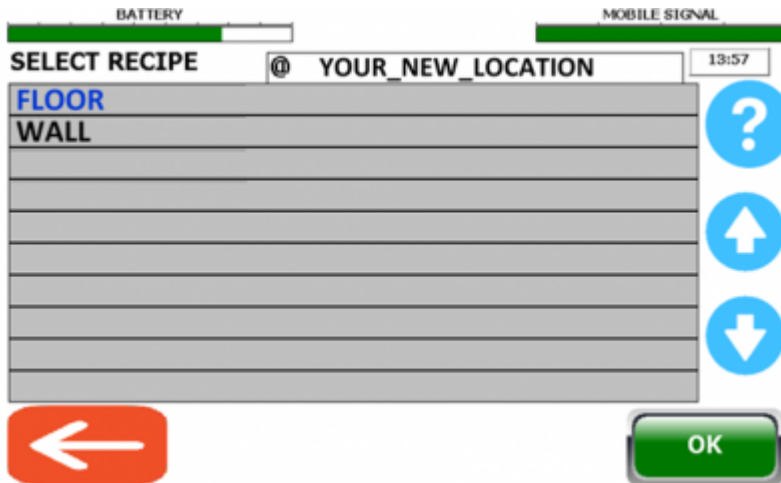 BATTERY
MOBILE SIGNAL
SELECT RECIPE
@ YOUR_NEW_LOCATION
13:57
FLOOR
WALL
?
OK